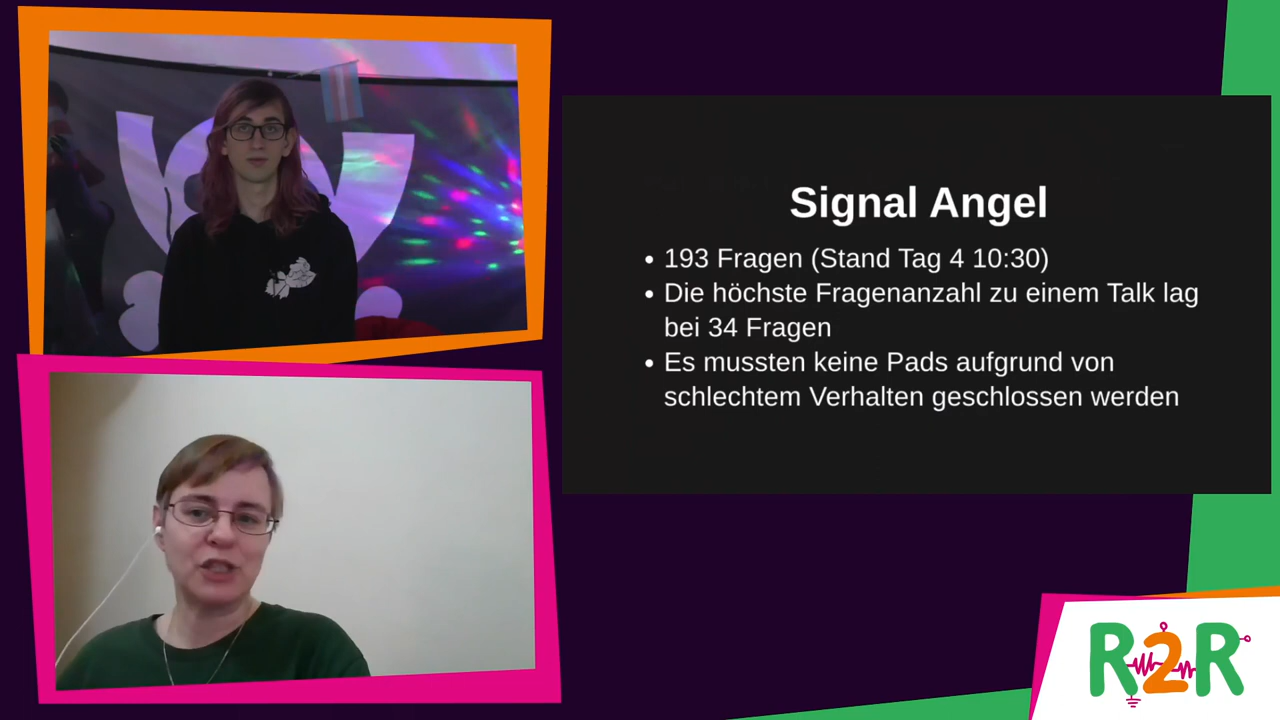 Signal Angel
• 193 Fragen (Stand Tag 4 10:30)
• Die höchste Fragenanzahl zu einem Talk lag
bei 34 Fragen
• Es mussten keine Pads aufgrund von
schlechtem Verhalten geschlossen werden
R2R